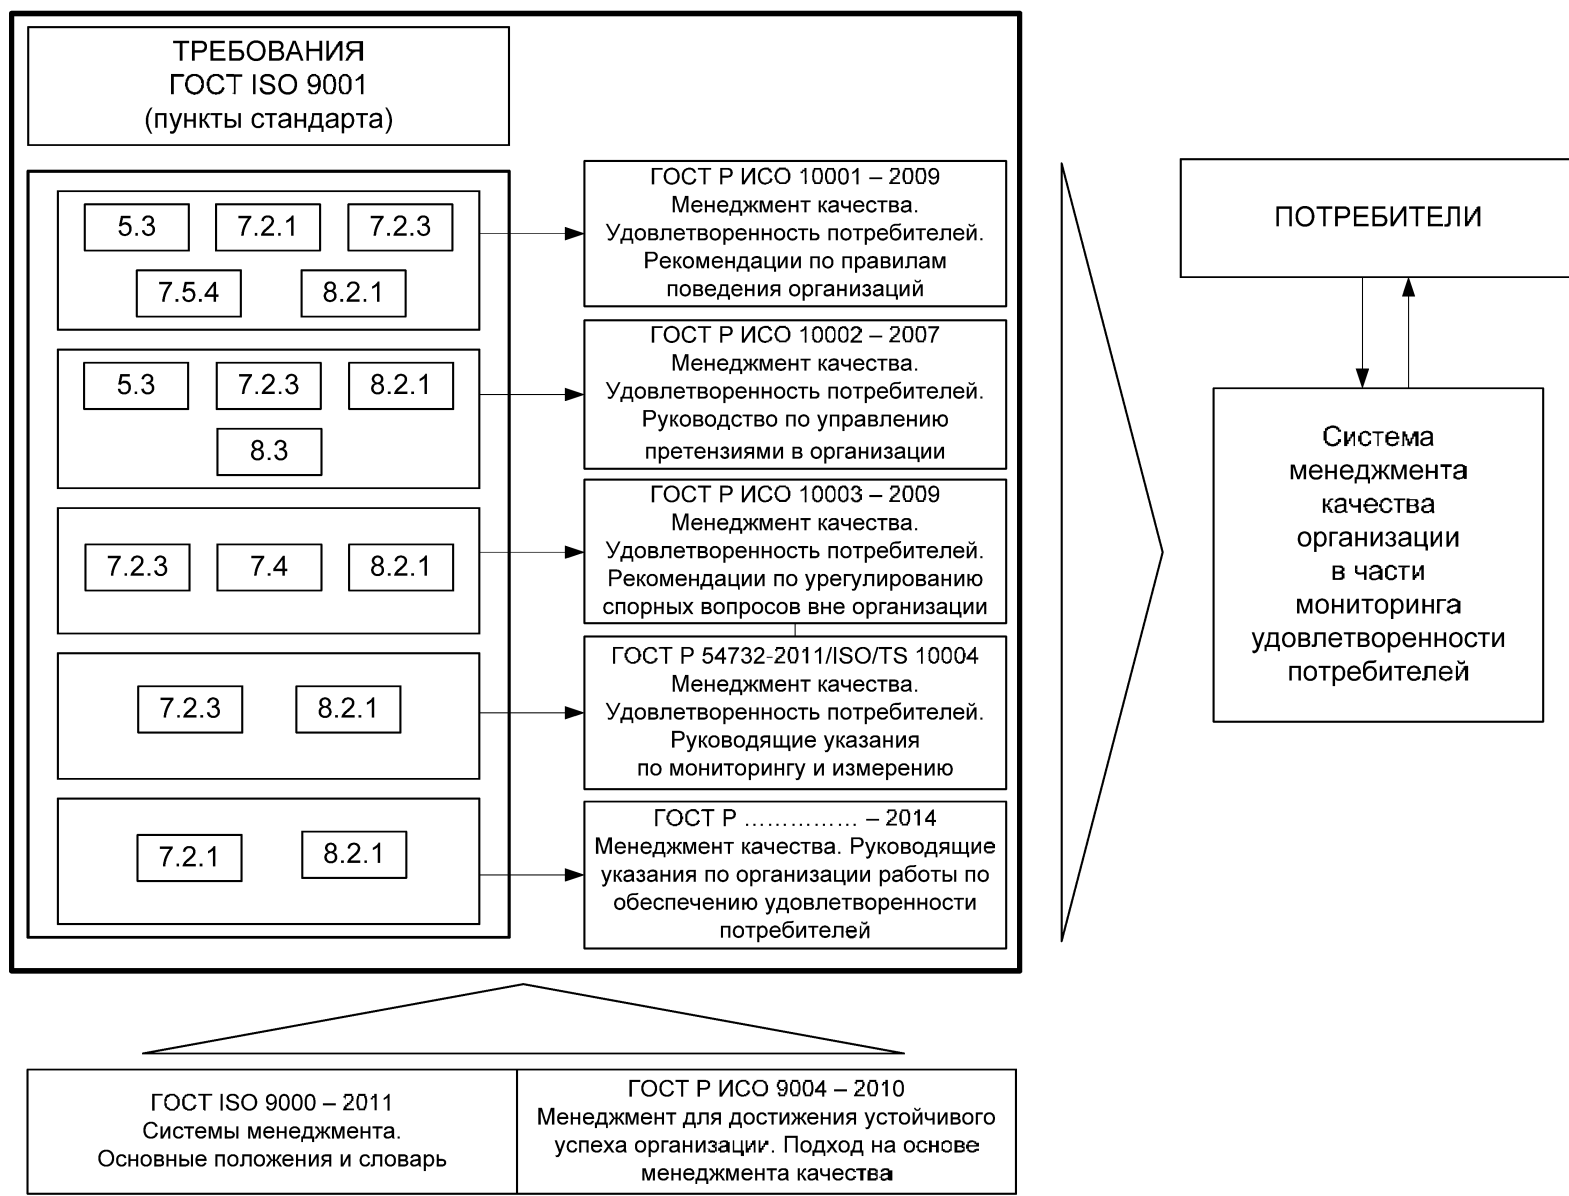 ТРЕБОВАНИЯ
ГОСТ ISO 9001
(пункты стандарта)
5.3
7.2.1
7.2.3
7.5.4
8.2.1
ГОСТ Р ИСО 10001 – 2009
Менеджмент качества.
Удовлетворенность потребителей.
Рекомендации по правилам
поведения организаций
5.3
7.2.3
8.2.1
8.3
ГОСТ Р ИСО 10002 – 2007
Менеджмент качества.
Удовлетворенность потребителей.
Руководство по управлению
претензиями в организации
7.2.3
7.4
8.2.1
ГОСТ Р ИСО 10003 – 2009
Менеджмент качества.
Удовлетворенность потребителей.
Рекомендации по урегулированию
спорных вопросов вне организации
7.2.3
8.2.1
ГОСТ Р 54732-2011/ISO/TS 10004
Менеджмент качества.
Удовлетворенность потребителей.
Руководящие указания
по мониторингу и измерению
7.2.1
8.2.1
ГОСТ Р …………… – 2014
Менеджмент качества. Руководящие
указания по организации работы по
обеспечению удовлетворенности
потребителей
ПОТРЕБИТЕЛИ
Система
менеджмента
качества
организации
в части
мониторинга
удовлетворенности
потребителей
ГОСТ ISO 9000 – 2011
Системы менеджмента.
Основные положения и словарь
ГОСТ Р ИСО 9004 – 2010
Менеджмент для достижения устойчивого
успеха организации. Подход на основе
менеджмента качества